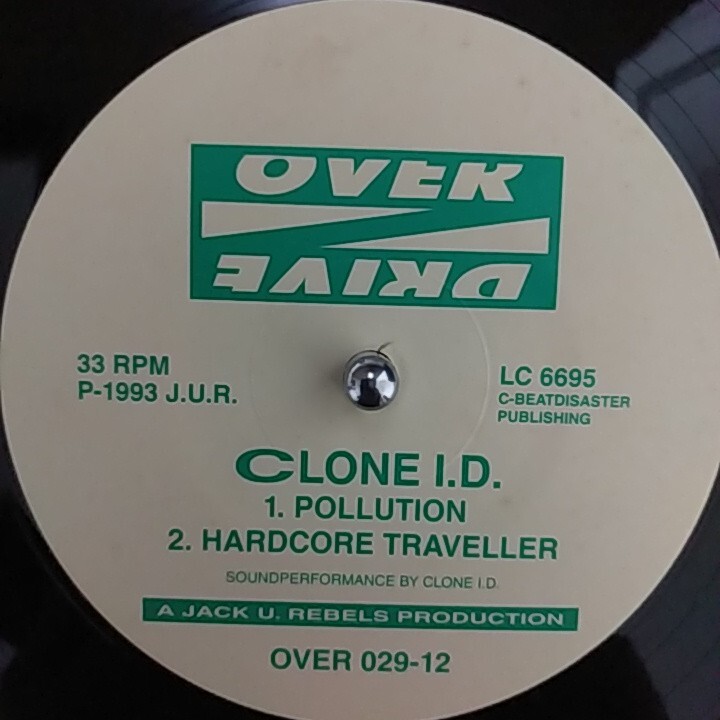 OVER
DRIVE
33 RPM
P-1993 J.U.R.
LC 6695
C-BEATDISASTER
PUBLISHING
CLONE I.D.
1. POLLUTION
2. HARDCORE TRAVELLER
SOUNDPERFORMANCE BY CLONE I.D.
A JACK U. REBELS PRODUCTION
OVER 029-12